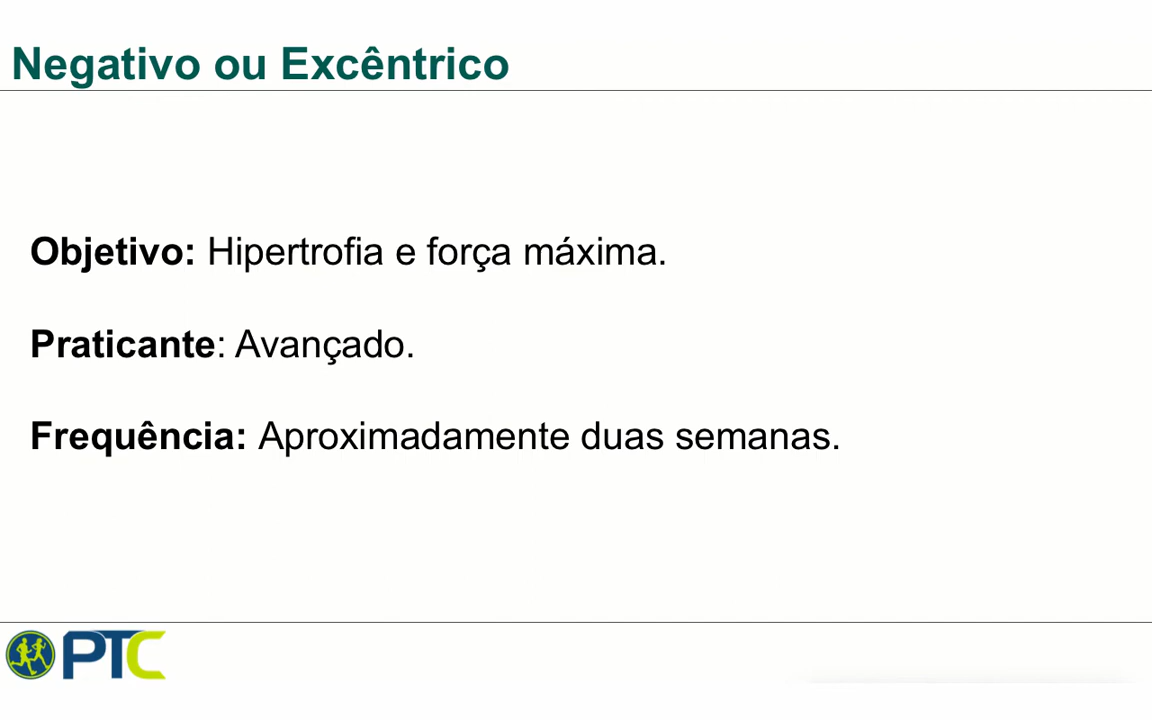 Negativo ou Excêntrico
Objetivo: Hipertrofia e força máxima.
Praticante: Avançado.
Frequência: Aproximadamente duas semanas.
PTC